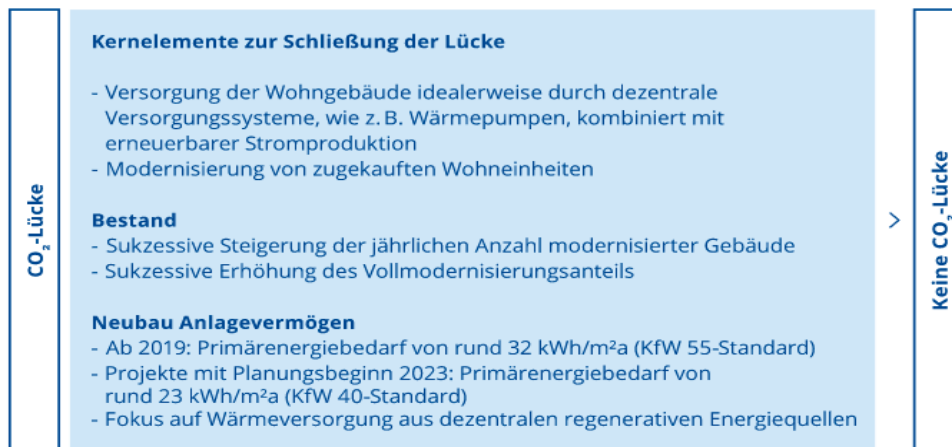 CO₂-Lücke
Kernelemente zur Schließung der Lücke
- Versorgung der Wohngebäude idealerweise durch dezentrale
Versorgungssysteme, wie z. B. Wärmepumpen, kombiniert mit
erneuerbarer Stromproduktion
- Modernisierung von zugekauften Wohneinheiten
Bestand
- Sukzessive Steigerung der jährlichen Anzahl modernisierter Gebäude
- Sukzessive Erhöhung des Vollmodernisierungsanteils
Neubau Anlagevermögen
- Ab 2019: Primärenergiebedarf von rund 32 kWh/m²a (KfW 55-Standard)
- Projekte mit Planungsbeginn 2023: Primärenergiebedarf von
rund 23 kWh/m²a (KfW 40-Standard)
- Fokus auf Wärmeversorgung aus dezentralen regenerativen Energiequellen
>
Keine CO₂-Lücke